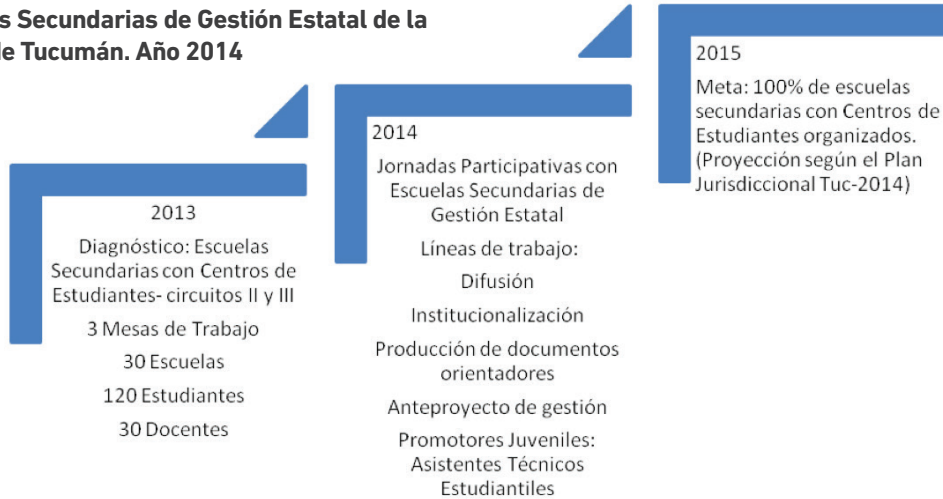 s Secundarias de Gestión Estatal de la
de Tucumán. Año 2014
2013
Diagnóstico: Escuelas
Secundarias con Centros de
Estudiantes- circuitos II y III
3 Mesas de Trabajo
30 Escuelas
120 Estudiantes
30 Docentes
2014
Jornadas Participativas con
Escuelas Secundarias de
Gestión Estatal
Líneas de trabajo:
Difusión
Institucionalización
Producción de documentos
orientadores
Anteproyecto de gestión
Promotores Juveniles:
Asistentes Técnicos
Estudiantiles
2015
Meta: 100% de escuelas
secundarias con Centros de
Estudiantes organizados.
(Proyección según el Plan
Jurisdiccional Tuc-2014)